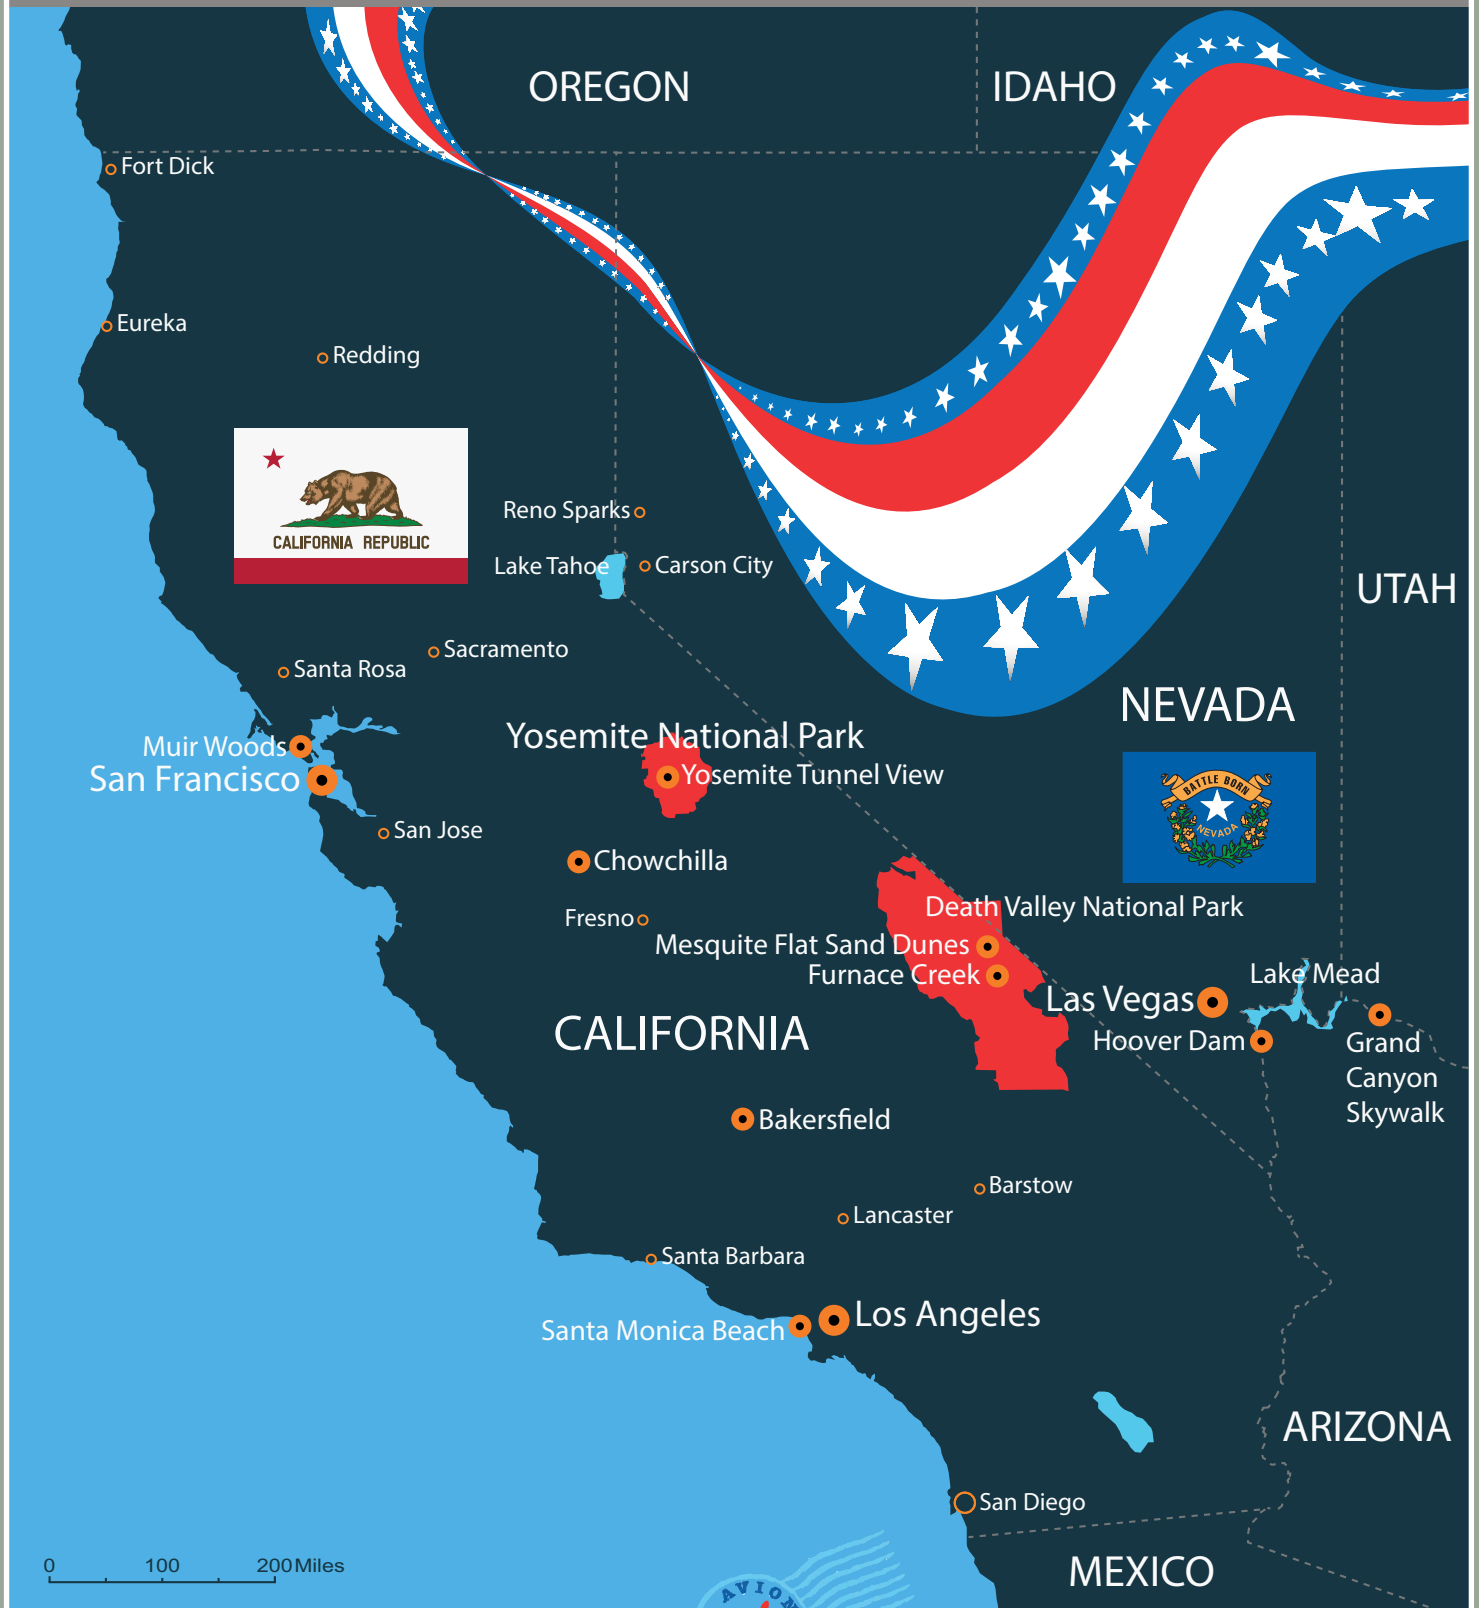 OREGON
IDAHO
Fort Dick
Eureka
Redding
CALIFORNIA REPUBLIC
Reno Sparks
Lake Tahoe
Carson City
UTAH
Sacramento
Santa Rosa
NEVADA
Yosemite National Park
Muir Woods
San Francisco
Yosemite Tunnel View
BATTLE BORN
NEVADA
San Jose
Chowchilla
Death Valley National Park
Fresno
Mesquite Flat Sand Dunes
Furnace Creek
Lake Mead
Las Vegas
CALIFORNIA
Hoover Dam
Grand
Canyon
Skywalk
Bakersfield
Barstow
Lancaster
Santa Barbara
Los Angeles
Santa Monica Beach
ARIZONA
San Diego
0 100 200 Miles
MEXICO
AVION